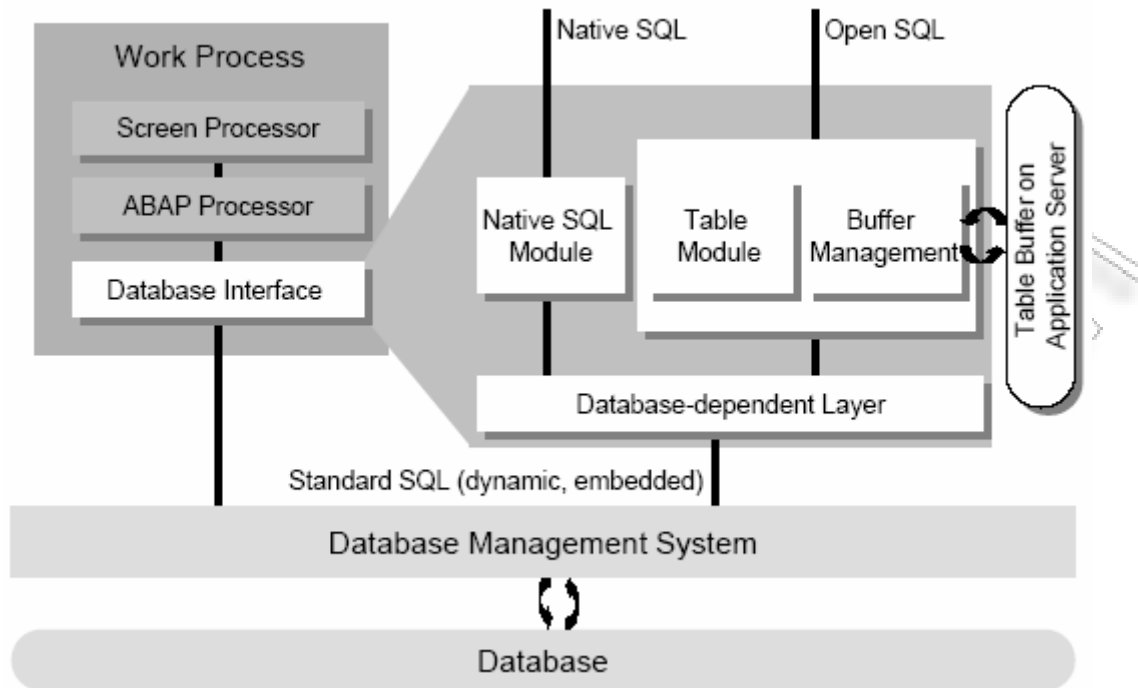 Native SQL
Open SQL
Work Process
Screen Processor
ABAP Processor
Database Interface
Native SQL
Module
Table
Module
Buffer
Management
Table Buffer on
Application Server
Database-dependent Layer
Standard SQL (dynamic, embedded)
Database Management System
Database